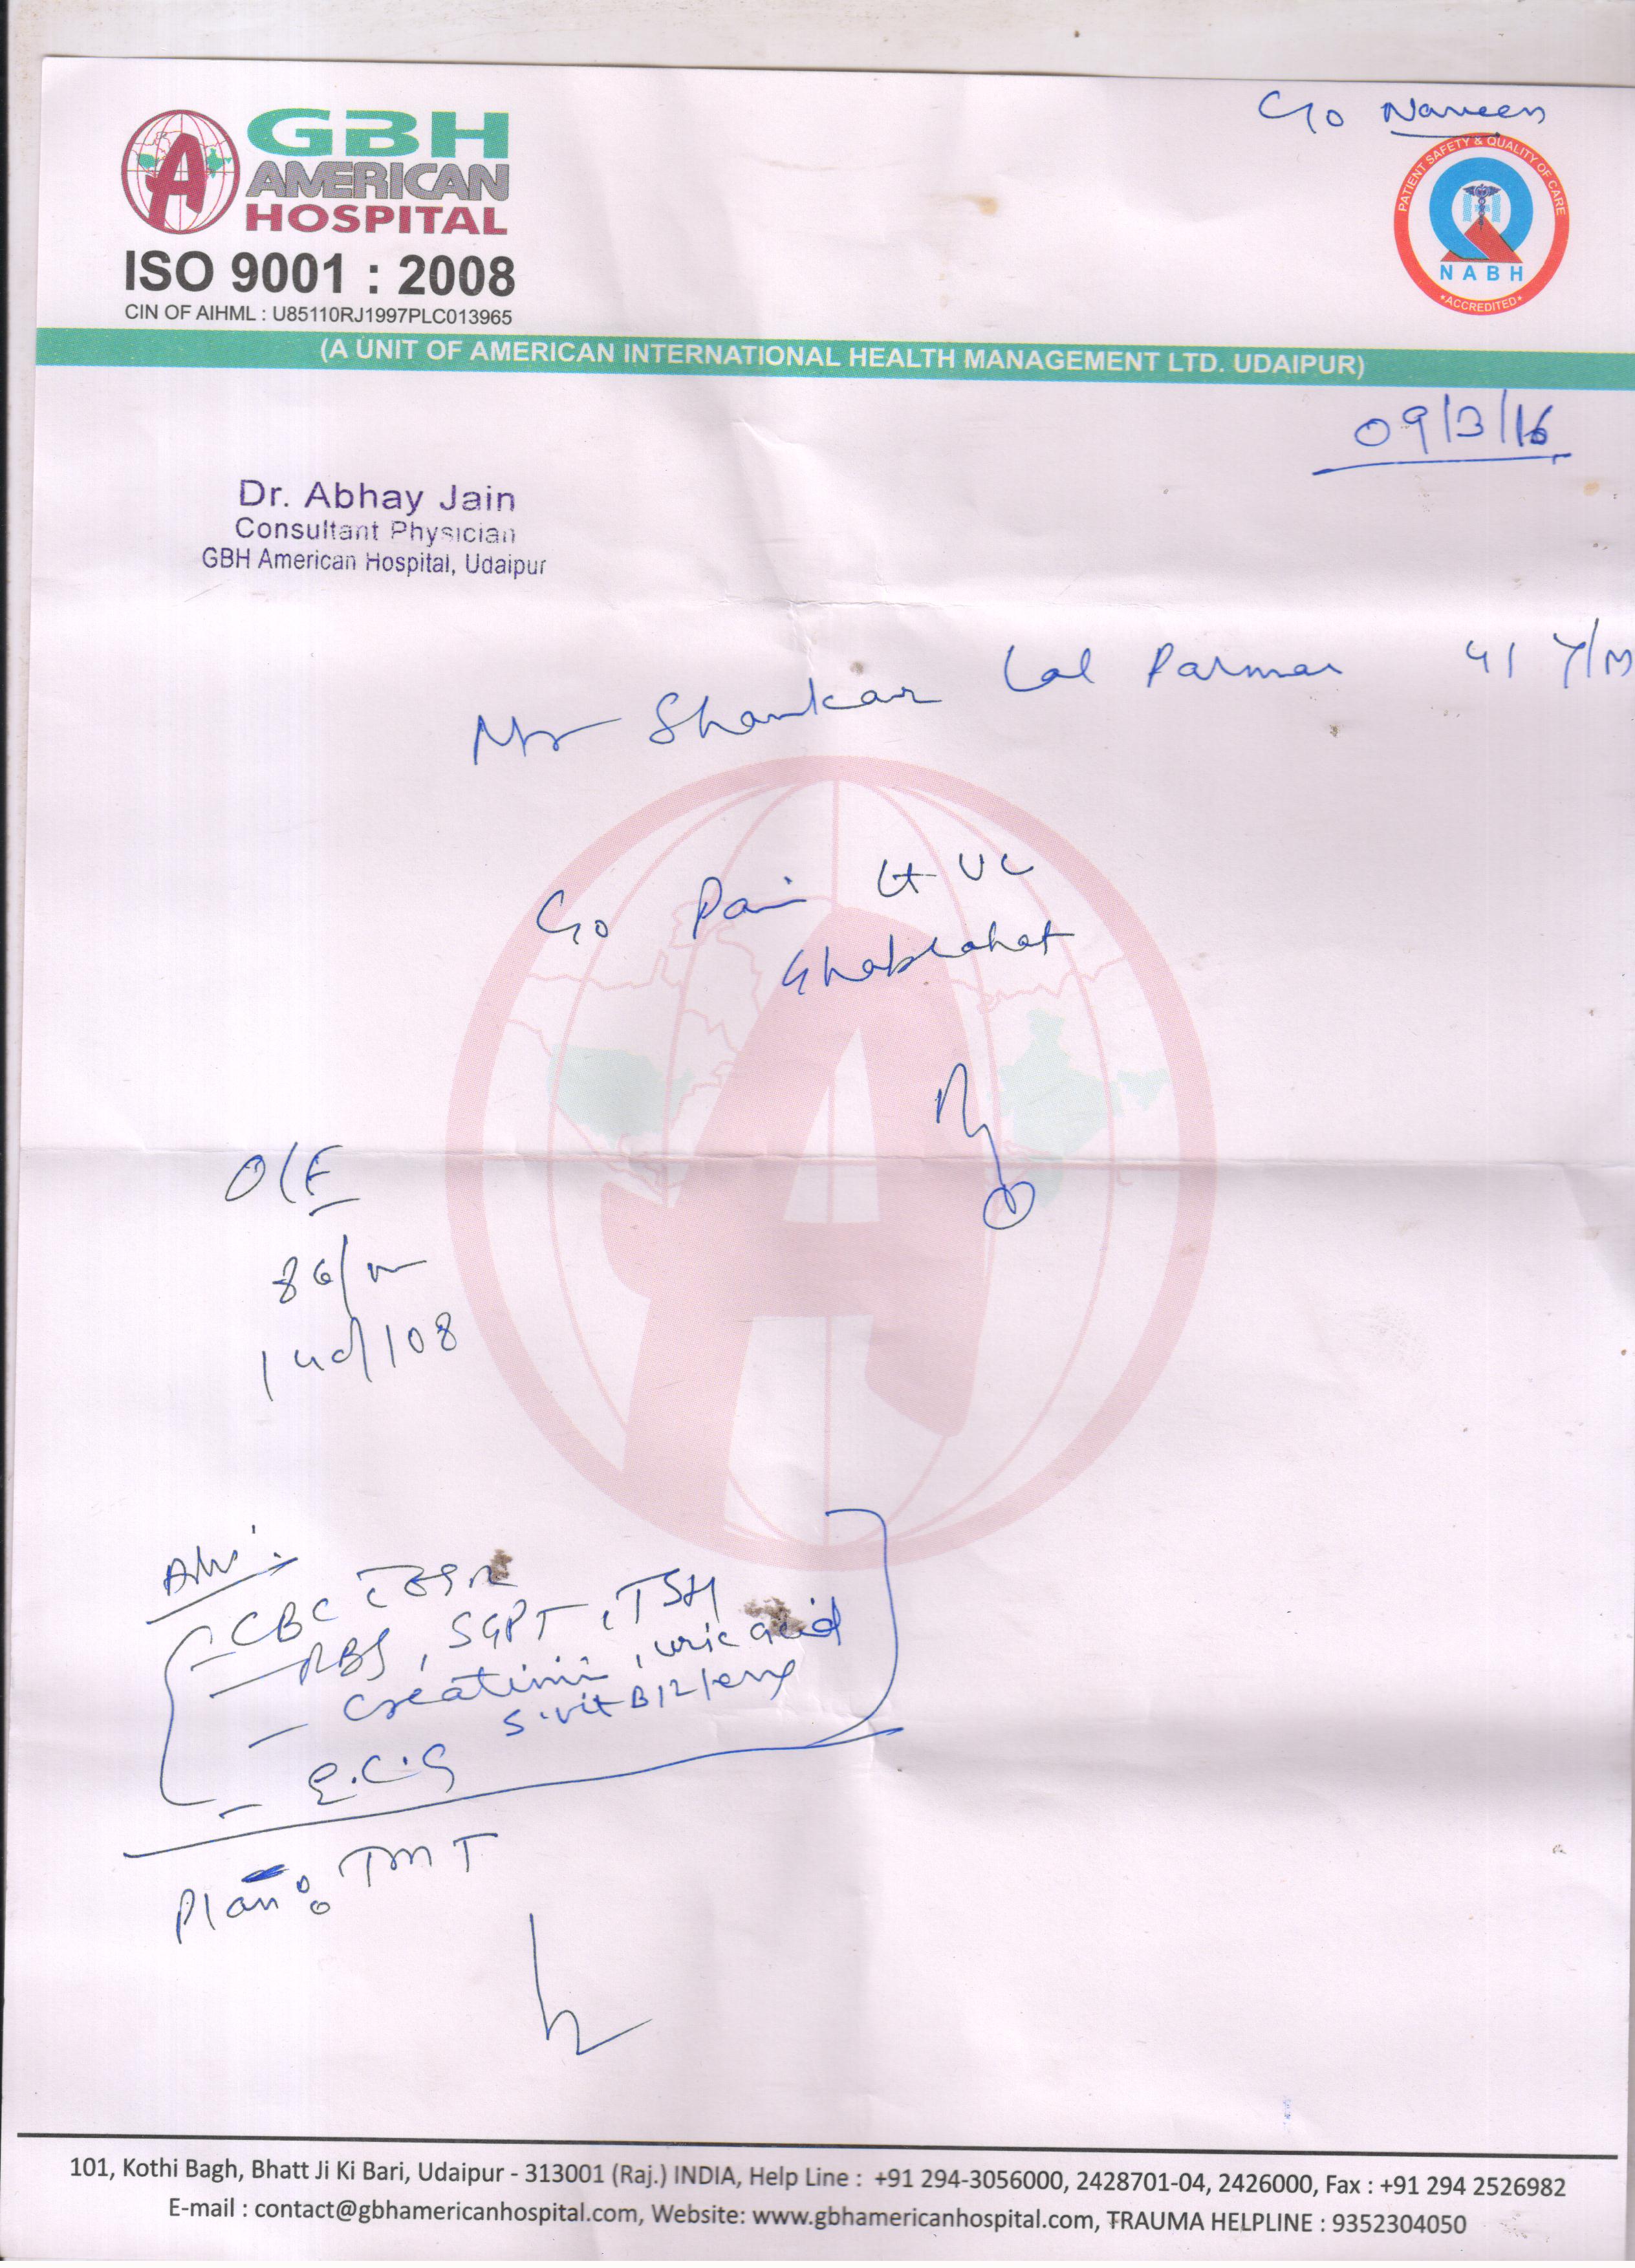 C/o Naveen
GBH
AMERICAN
HOSPITAL
ISO 9001 : 2008
CIN OF AIHML : U85110RJ1997PLC013965
PATIENT SAFETY & QUALITY OF CARE
NABH
ACCREDITED
(A UNIT OF AMERICAN INTERNATIONAL HEALTH MANAGEMENT LTD. UDAIPUR)
09/3/16
Dr. Abhay Jain
Consultant Physician
GBH American Hospital, Udaipur
Mr Shankar Lal Parmar 41 Y/M
C/o Pain Lt UL
Ghabrahat
O/E
86/m
140/108
Adv:
- CBC c ESR
- RBS, SGPT, TSH
- Creatinin, uric acid
S. Vit B12
- E.C.G
Plan: TMT
101, Kothi Bagh, Bhatt Ji Ki Bari, Udaipur - 313001 (Raj.) INDIA, Help Line : +91 294-3056000, 2428701-04, 2426000, Fax : +91 294 2526982
E-mail : contact@gbhamericanhospital.com, Website: www.gbhamericanhospital.com, TRAUMA HELPLINE : 9352304050